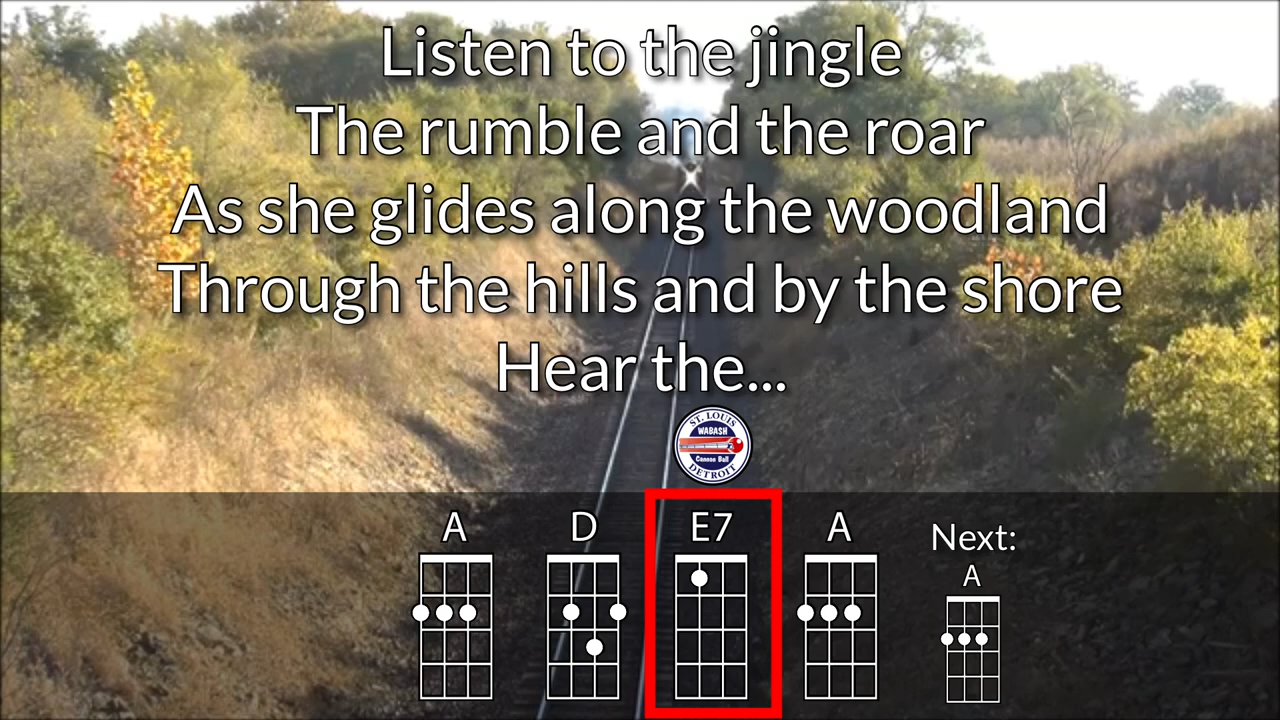 Listen to the jingle
The rumble and the roar
As she glides along the woodland
Through the hills and by the shore
Hear the...
ST. LOUIS
WABASH
Cannon Ball
DETROIT
A D E7 A Next:
A